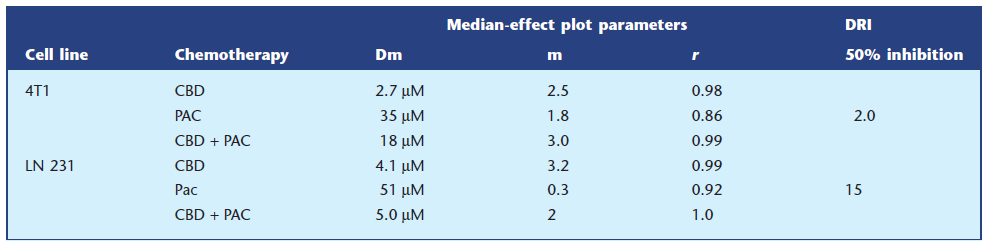 Median-effect plot parameters DRI
Cell line Chemotherapy Dm m r 50% inhibition
4T1 CBD 2.7 µM 2.5 0.98
PAC 35 µM 1.8 0.86 2.0
CBD + PAC 18 µM 3.0 0.99
LN 231 CBD 4.1 µM 3.2 0.99
Pac 51 µM 0.3 0.92 15
CBD + PAC 5.0 µM 2 1.0